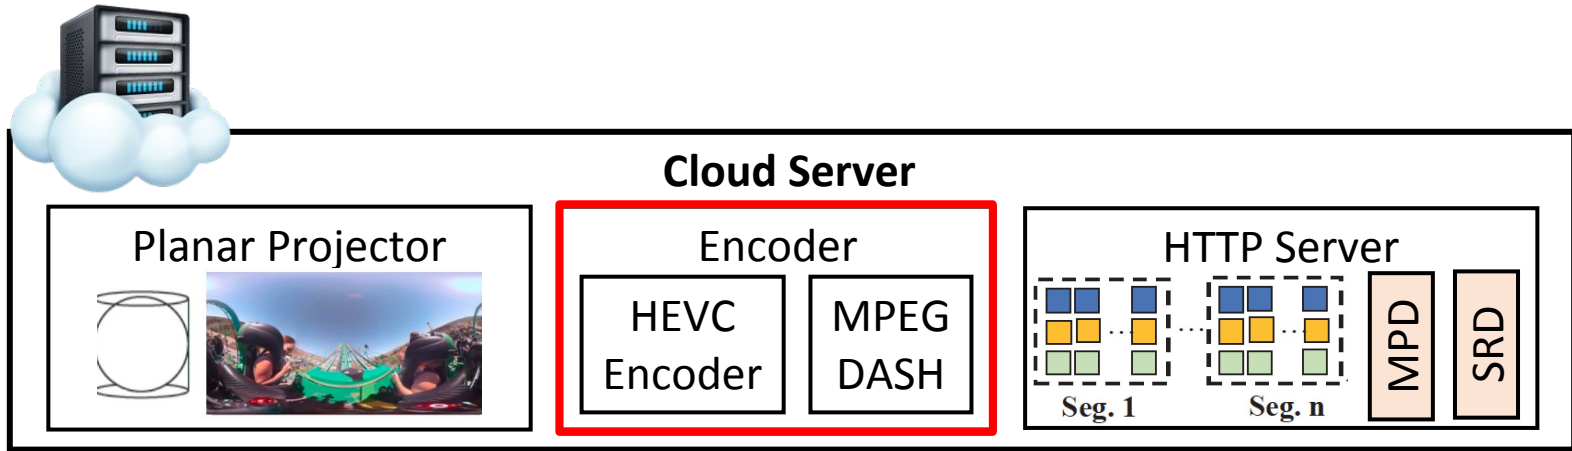 Cloud Server
Planar Projector
Encoder
HEVC
Encoder
MPEG
DASH
HTTP Server
...
...
...
Seg. 1
Seg. n
MPD
SRD